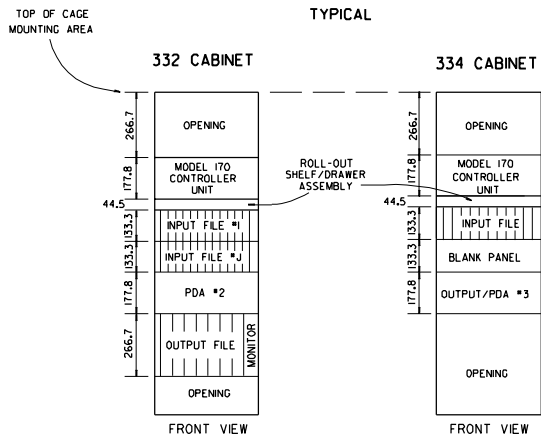 TOP OF CAGE
MOUNTING AREA
TYPICAL
332 CABINET
334 CABINET
266.7
OPENING
177.8
MODEL 170
CONTROLLER
UNIT
44.5
ROLL-OUT
SHELF/DRAWER
ASSEMBLY
133.3
INPUT FILE #I
133.3
INPUT FILE #J
177.8
PDA #2
266.7
OUTPUT FILE
MONITOR
OPENING
FRONT VIEW
266.7
OPENING
177.8
MODEL 170
CONTROLLER
UNIT
44.5
133.3
INPUT FILE
133.3
BLANK PANEL
177.8
OUTPUT/PDA #3
OPENING
FRONT VIEW